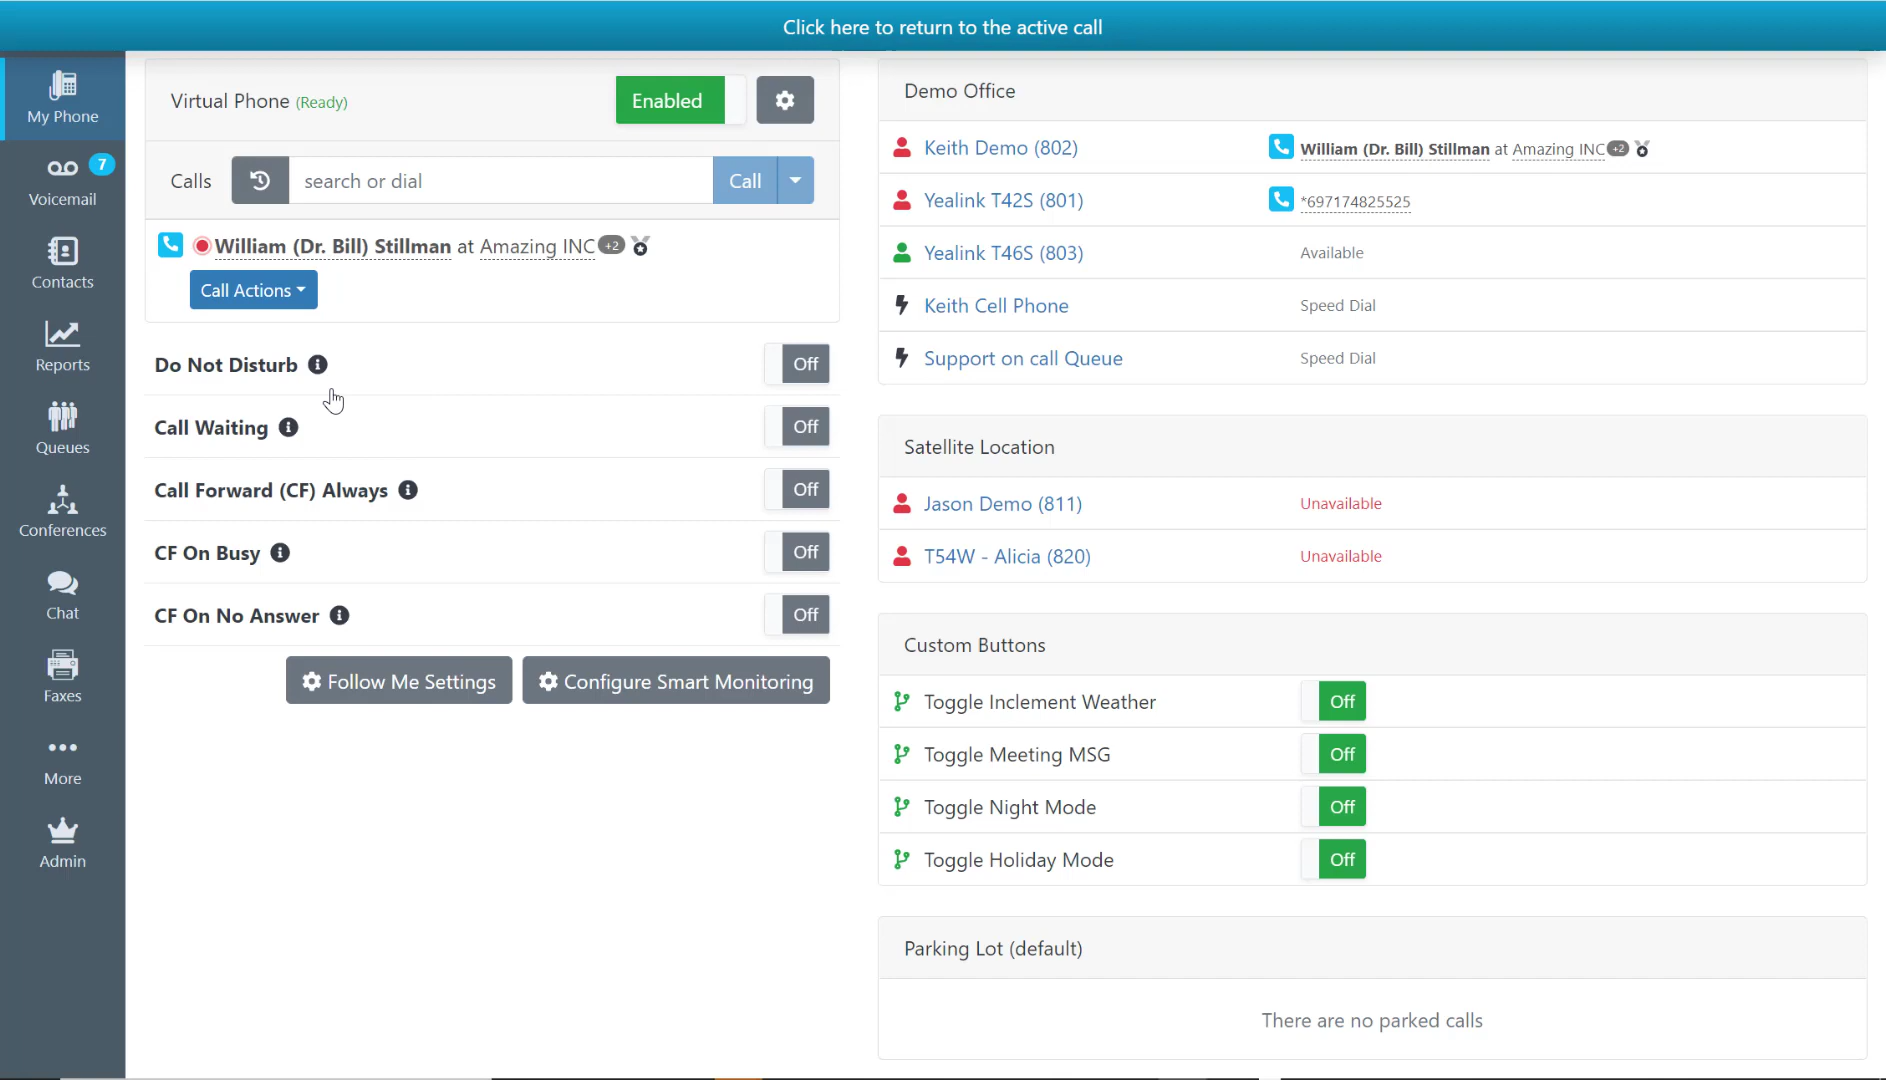 Click here to return to the active call
My Phone
7
Voicemail
Contacts
Reports
Queues
Conferences
Chat
Faxes
More
Admin
Virtual Phone (Ready)
Enabled
Calls
search or dial
Call
William (Dr. Bill) Stillman at Amazing INC +2
Call Actions
Do Not Disturb
Off
Call Waiting
Off
Call Forward (CF) Always
Off
CF On Busy
Off
CF On No Answer
Off
Follow Me Settings
Configure Smart Monitoring
Demo Office
Keith Demo (802)
William (Dr. Bill) Stillman at Amazing INC +2
Yealink T42S (801)
*697174825525
Yealink T46S (803)
Available
Keith Cell Phone
Speed Dial
Support on call Queue
Speed Dial
Satellite Location
Jason Demo (811)
Unavailable
T54W - Alicia (820)
Unavailable
Custom Buttons
Toggle Inclement Weather
Off
Toggle Meeting MSG
Off
Toggle Night Mode
Off
Toggle Holiday Mode
Off
Parking Lot (default)
There are no parked calls